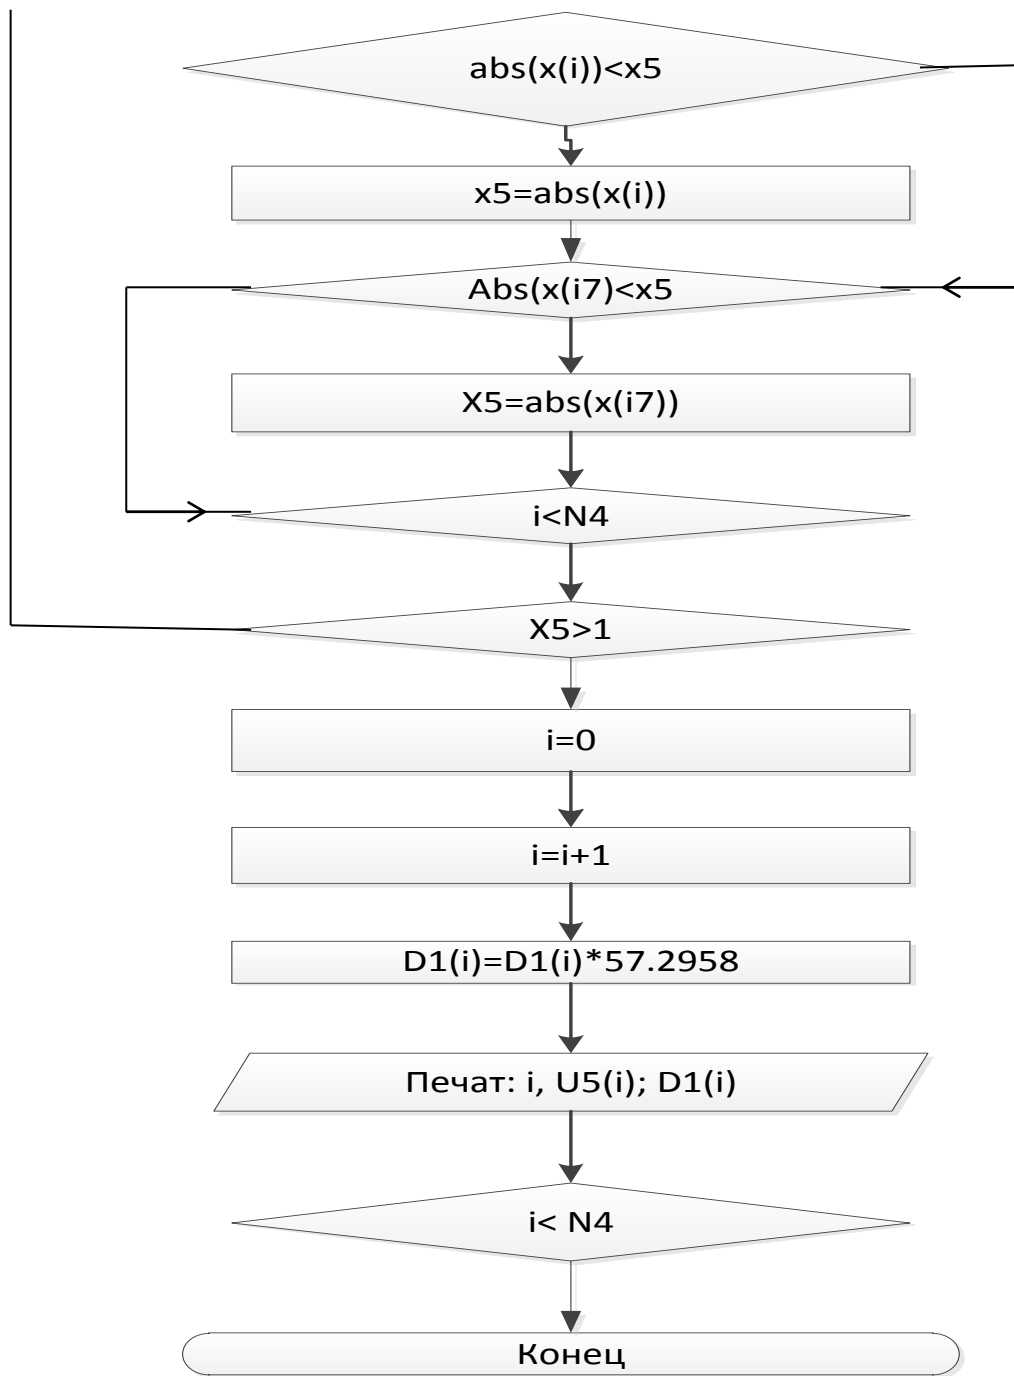 abs(x(i))<x5
x5=abs(x(i))
Abs(x(i7)<x5
X5=abs(x(i7))
i<N4
X5>1
i=0
i=i+1
D1(i)=D1(i)*57.2958
Печат: i, U5(i); D1(i)
i< N4
Конец